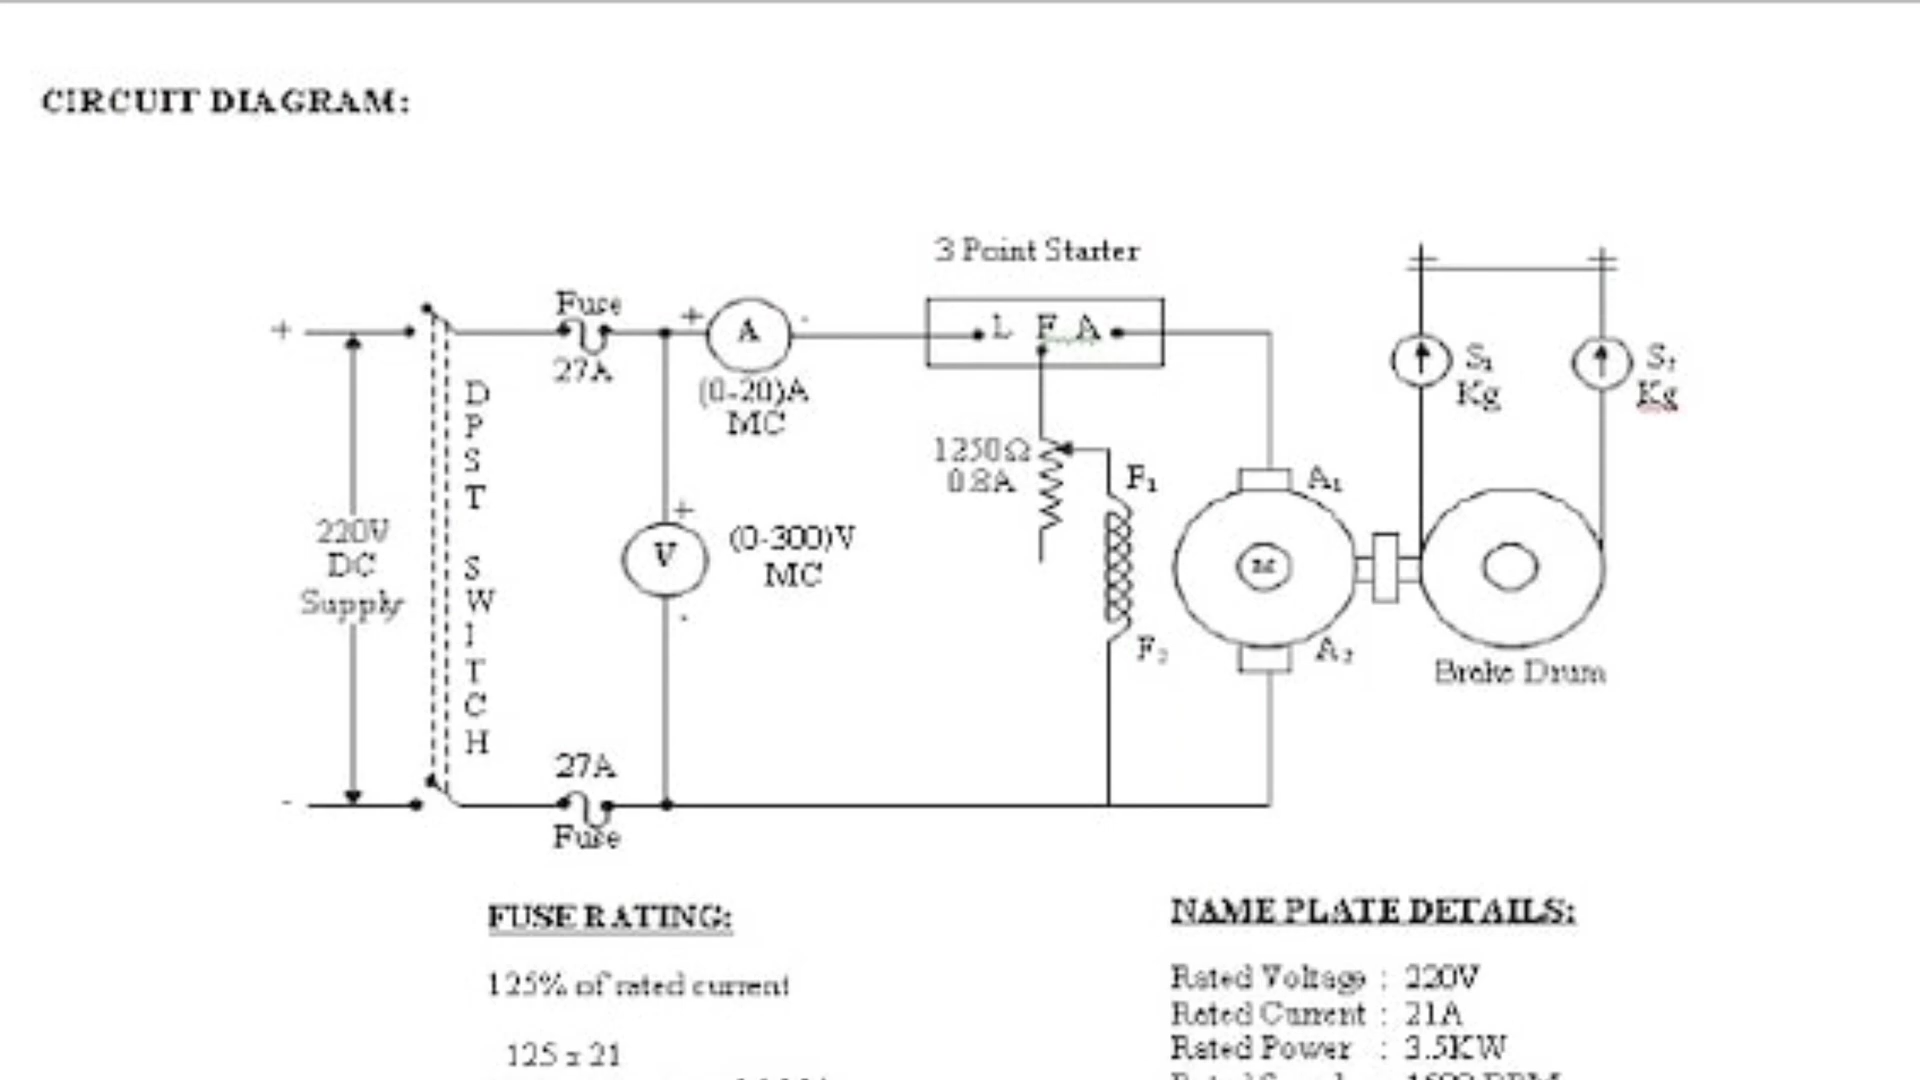 CIRCUIT DIAGRAM:
3 Point Starter
Fuse
27A
+
+
A
-
L F A
(0-20)A
MC
S₁
Kg
S₂
Kg
DPST SWITCH
1250Ω
0.8A
F₁
A₁
220V
DC
Supply
+
V
-
(0-300)V
MC
M
F₂
A₂
Brake Drum
27A
Fuse
-
FUSE RATING:
125% of rated current
125 x 21
NAME PLATE DETAILS:
Rated Voltage : 220V
Rated Current : 21A
Rated Power : 3.5KW